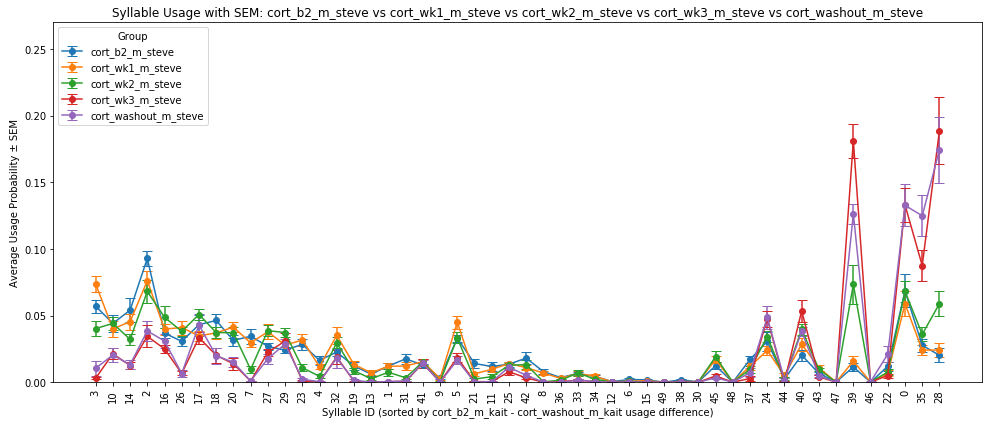 Syllable Usage with SEM: cort_b2_m_steve vs cort_wk1_m_steve vs cort_wk2_m_steve vs cort_wk3_m_steve vs cort_washout_m_steve
Group
cort_b2_m_steve
cort_wk1_m_steve
cort_wk2_m_steve
cort_wk3_m_steve
cort_washout_m_steve
Average Usage Probability ± SEM
0.25
0.20
0.15
0.10
0.05
0.00
3 10 14 2 16 26 17 18 20 7 27 29 23 4 32 19 13 1 31 41 9 5 21 11 25 42 8 36 33 34 12 6 15 49 38 30 45 48 37 24 44 40 43 47 39 46 22 0 35 28
Syllable ID (sorted by cort_b2_m_kait - cort_washout_m_kait usage difference)